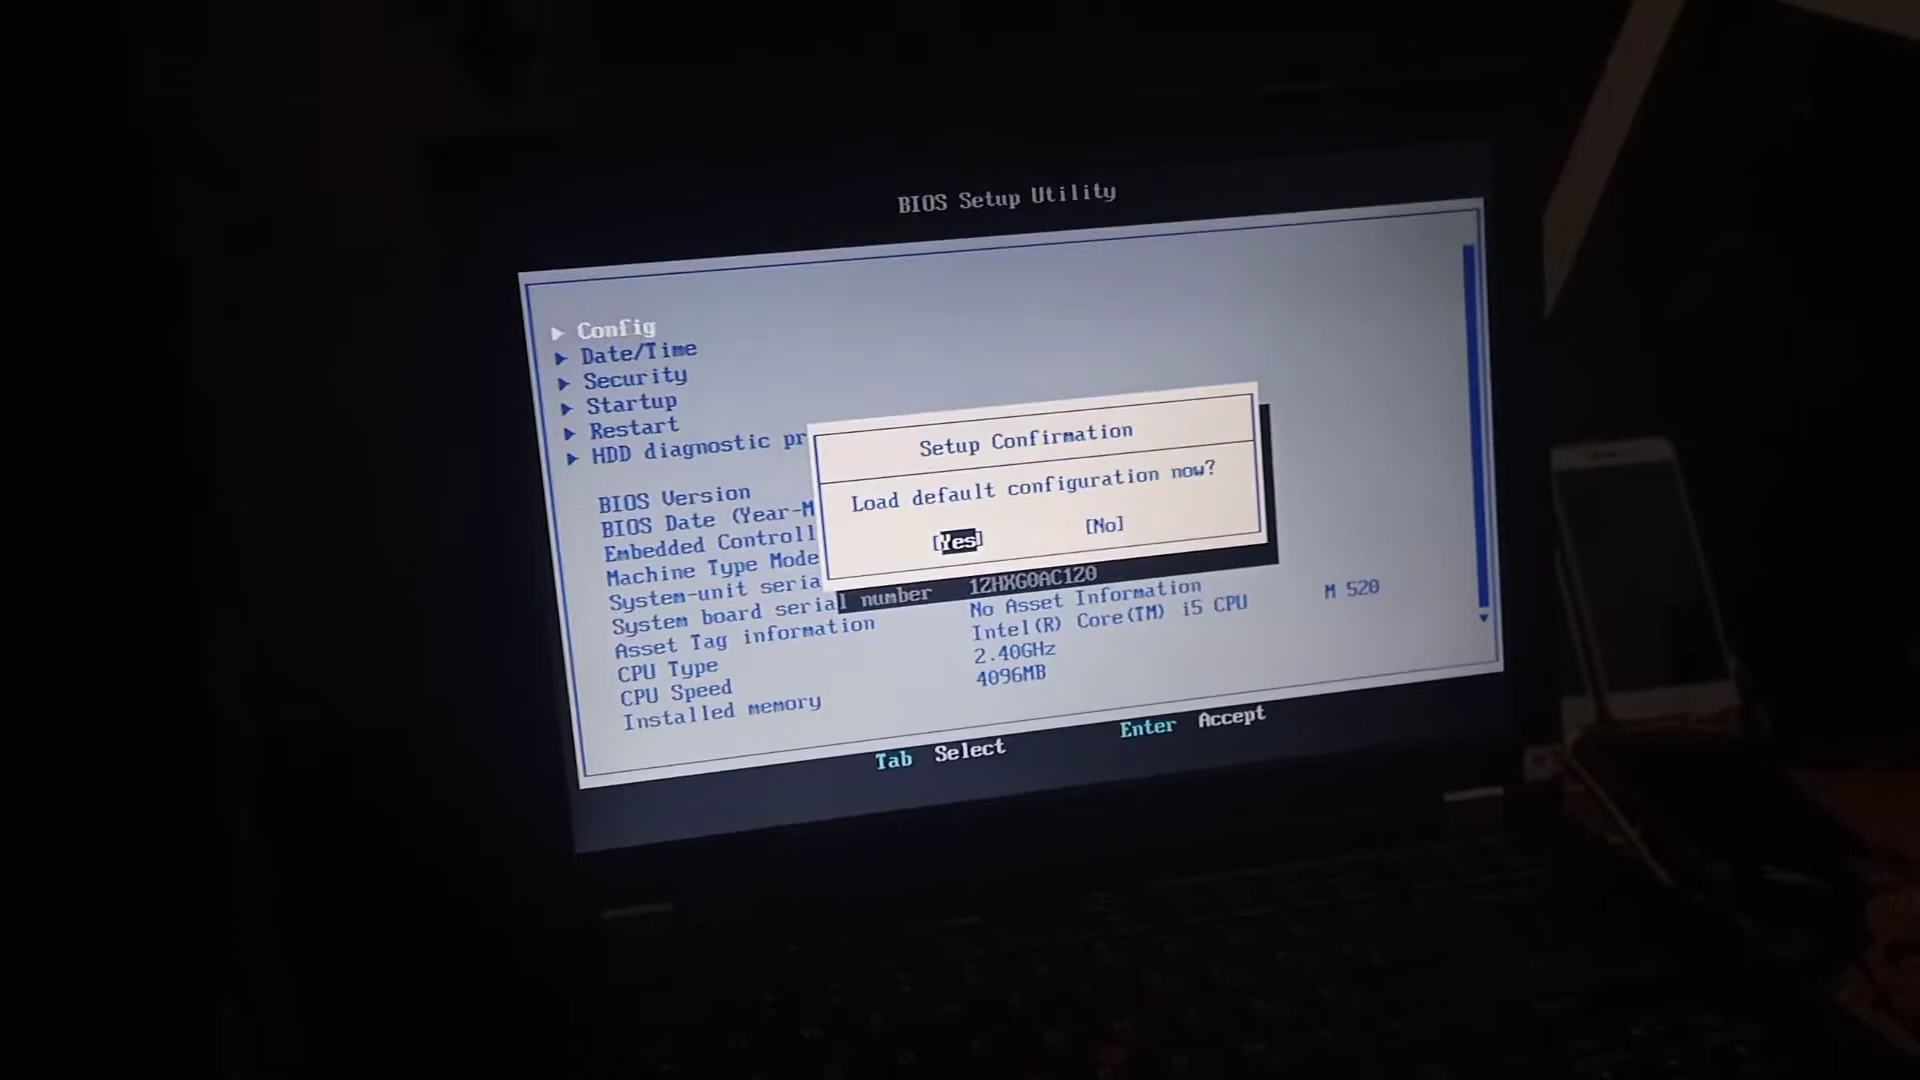 BIOS Setup Utility
Config
Date/Time
Security
Startup
Restart
HDD diagnostic pr
Setup Confirmation
Load default configuration now?
[Yes] [No]
BIOS Version
BIOS Date (Year-M
Embedded Controll
Machine Type Mode
System-unit seria
System board serial number 1ZHXG0AC1Z0
Asset Tag information No Asset Information
CPU Type Intel(R) Core(TM) i5 CPU M 520
CPU Speed 2.40GHz
Installed memory 4096MB
Tab Select Enter Accept